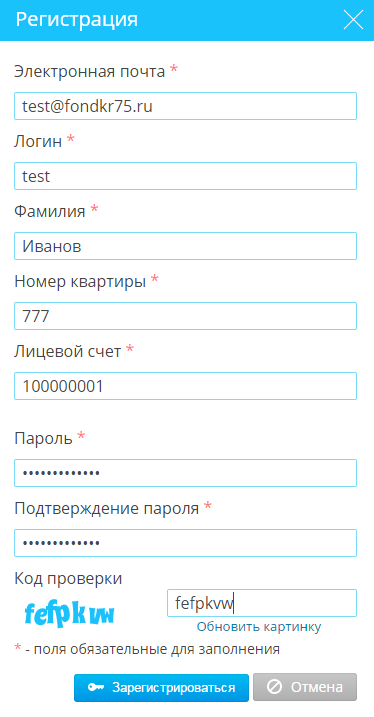 Регистрация
Электронная почта *
test@fondkr75.ru
Логин *
test
Фамилия *
Иванов
Номер квартиры *
777
Лицевой счет *
100000001
Пароль *
•••••••••••••
Подтверждение пароля *
•••••••••••••
Код проверки
fefpkvw fefpkvw
Обновить картинку
* - поля обязательные для заполнения
Зарегистрироваться Отмена